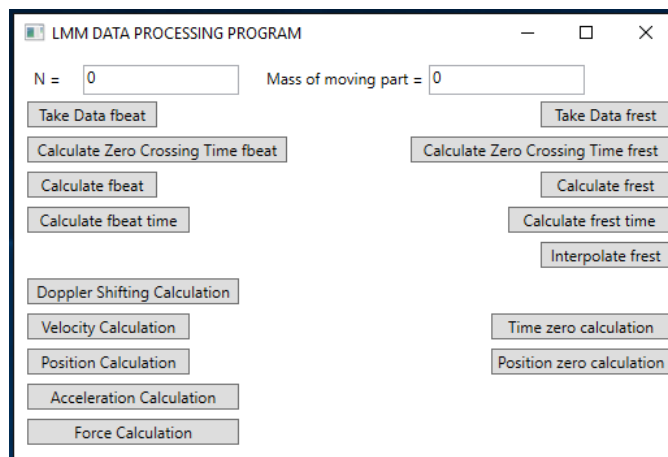 LMM DATA PROCESSING PROGRAM
N = 0 Mass of moving part = 0
Take Data fbeat Take Data frest
Calculate Zero Crossing Time fbeat Calculate Zero Crossing Time frest
Calculate fbeat Calculate frest
Calculate fbeat time Calculate frest time
Interpolate frest
Doppler Shifting Calculation
Velocity Calculation Time zero calculation
Position Calculation Position zero calculation
Acceleration Calculation
Force Calculation